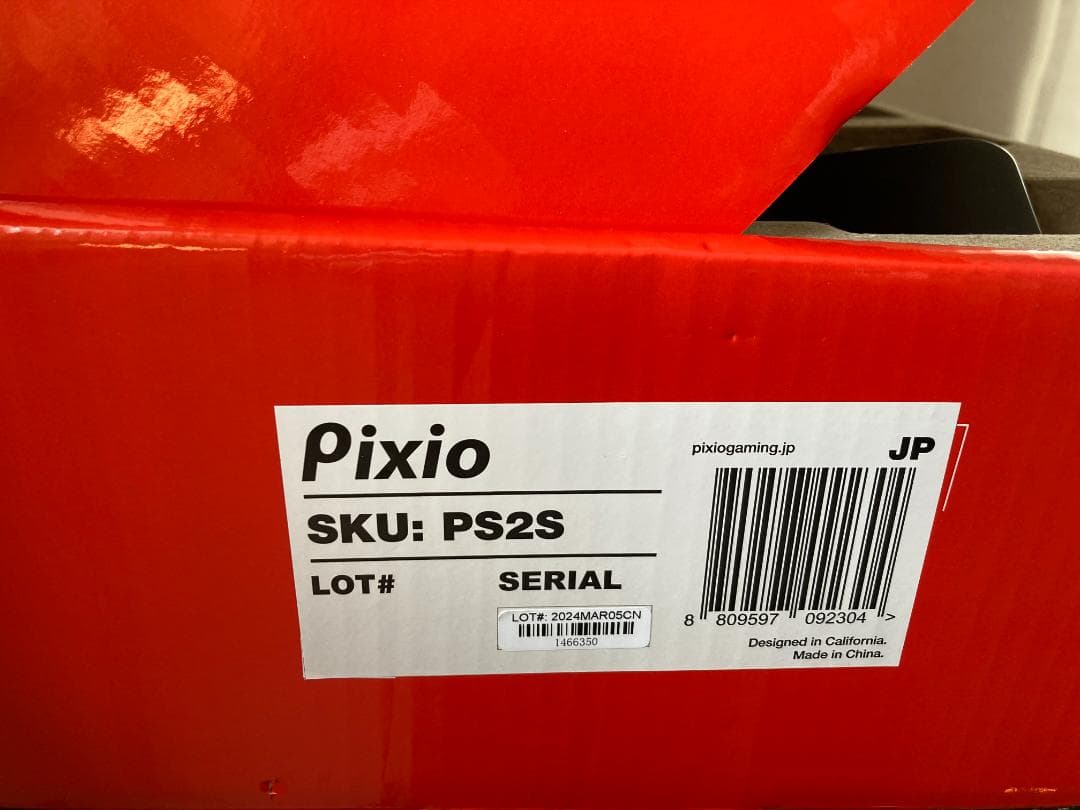 Pixio
pixiogaming.jp
JP
SKU: PS2S
LOT#
SERIAL
LOT#: 2024MAR05CN
1466350
8 809597 092304 >
Designed in California.
Made in China.